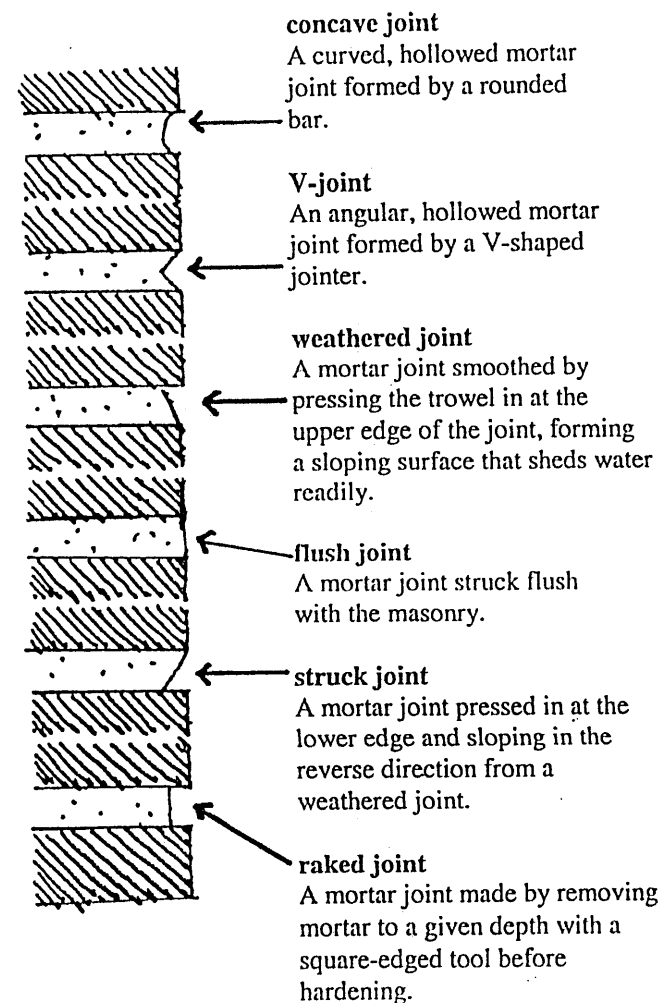 concave joint
A curved, hollowed mortar
joint formed by a rounded
bar.
V-joint
An angular, hollowed mortar
joint formed by a V-shaped
jointer.
weathered joint
A mortar joint smoothed by
pressing the trowel in at the
upper edge of the joint, forming
a sloping surface that sheds water
readily.
flush joint
A mortar joint struck flush
with the masonry.
struck joint
A mortar joint pressed in at the
lower edge and sloping in the
reverse direction from a
weathered joint.
raked joint
A mortar joint made by removing
mortar to a given depth with a
square-edged tool before
hardening.